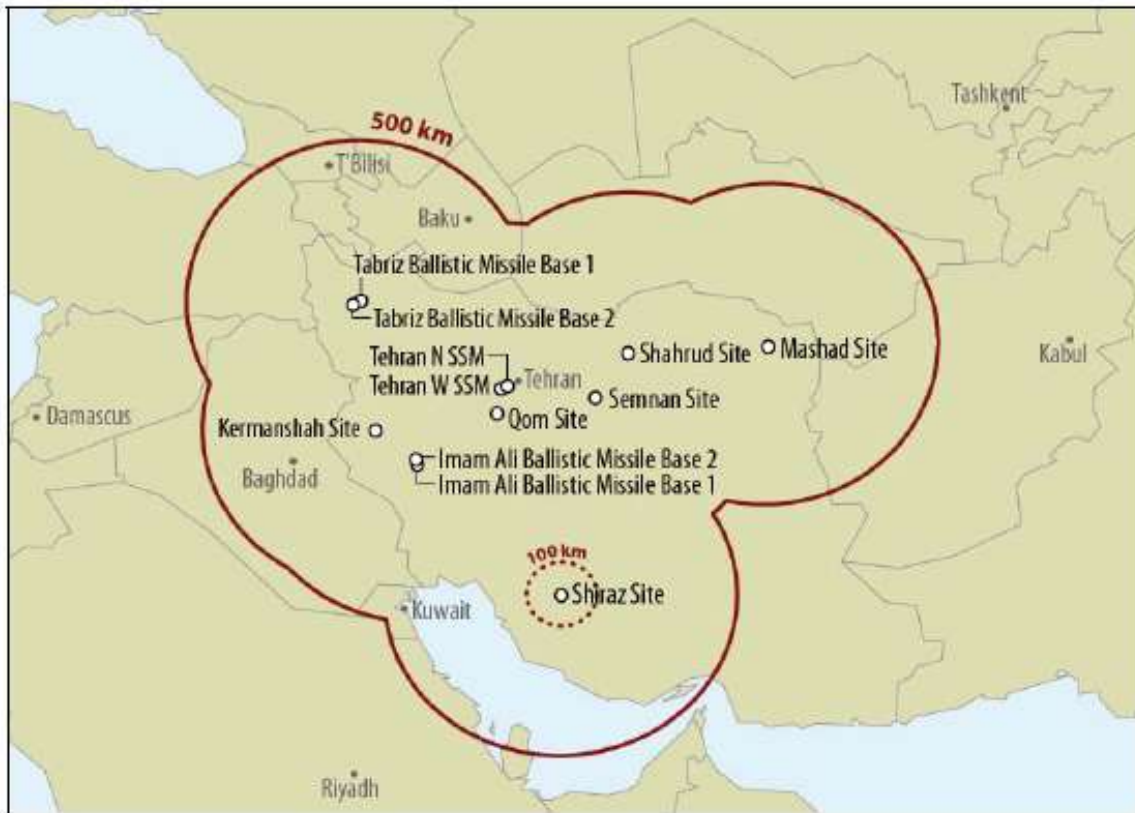 Tashkent
500 km
T'Bilisi
Baku
Tabriz Ballistic Missile Base 1
Tabriz Ballistic Missile Base 2
Tehran N SSM
Tehran
Tehran W SSM
Shahrud Site
Mashad Site
Kabul
Semnan Site
Qom Site
Damascus
Kermanshah Site
Baghdad
Imam Ali Ballistic Missile Base 2
Imam Ali Ballistic Missile Base 1
100 km
Shiraz Site
Kuwait
Riyadh